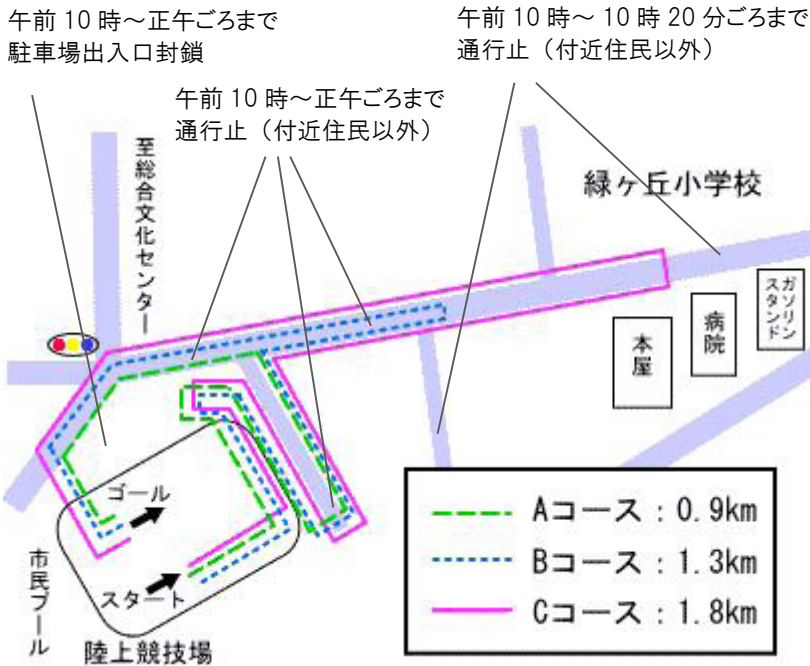 午前 10 時～正午ごろまで
駐車場出入口封鎖
午前 10 時～ 10 時 20 分ごろまで
通行止（付近住民以外）
午前 10 時～正午ごろまで
通行止（付近住民以外）
至総合文化センター
緑ヶ丘小学校
ガソリン
スタンド
病院
本屋
ゴール
スタート
市民プール
陸上競技場
Aコース：0.9km
Bコース：1.3km
Cコース：1.8km